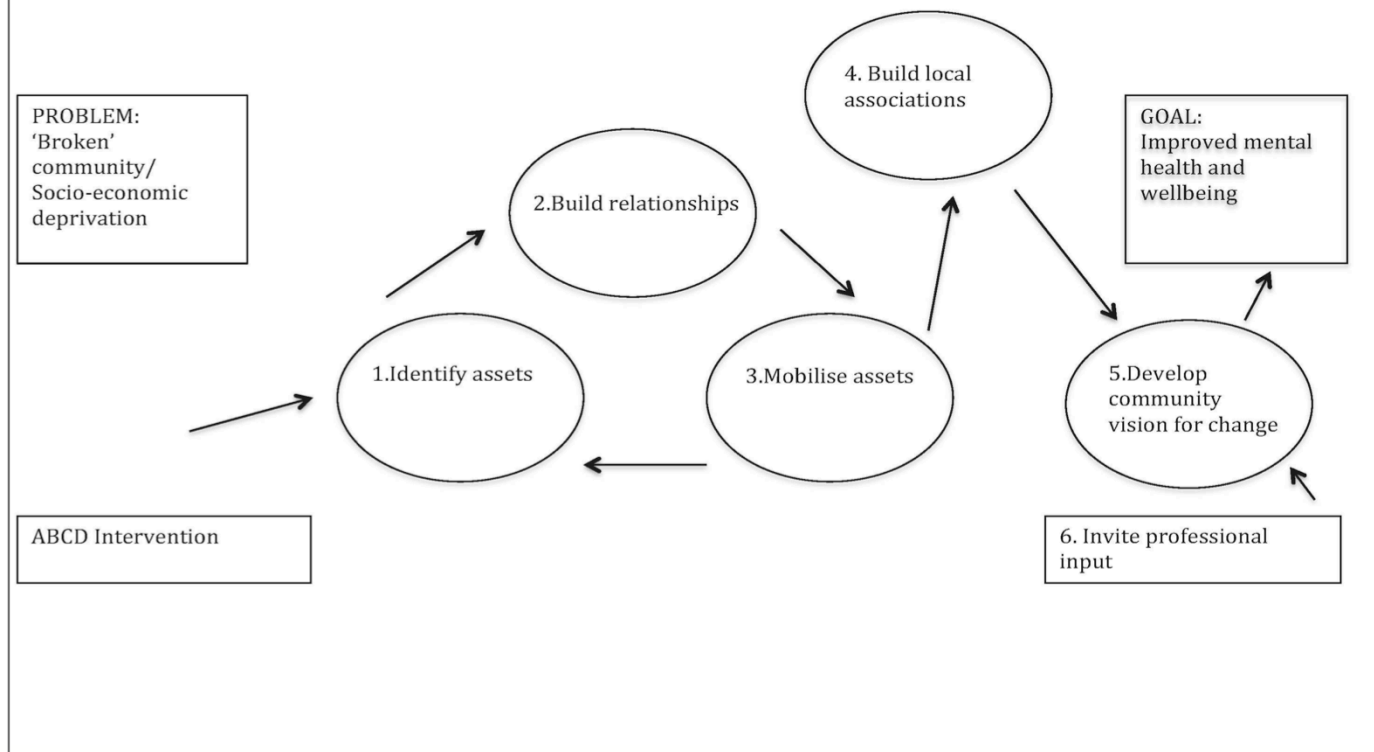 PROBLEM:
‘Broken’
community/
Socio-economic
deprivation
2.Build relationships
4. Build local
associations
GOAL:
Improved mental
health and
wellbeing
1.Identify assets
3.Mobilise assets
5.Develop
community
vision for change
ABCD Intervention
6. Invite professional
input